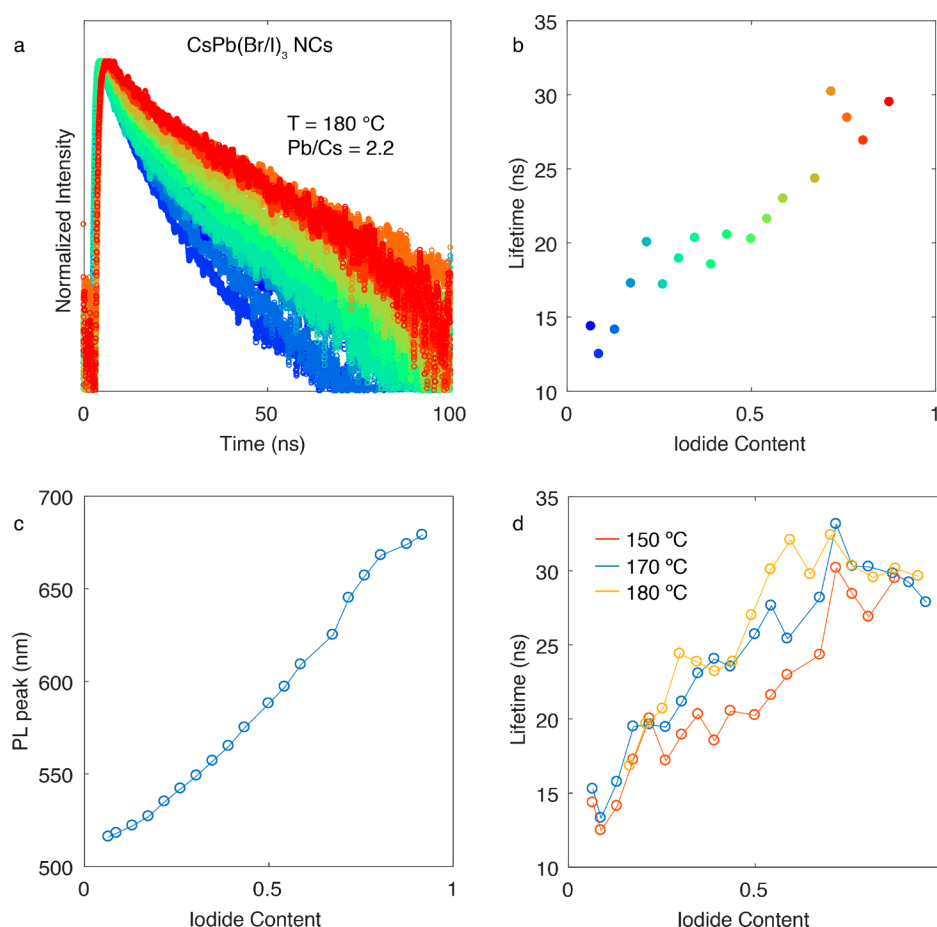 a
CsPb(Br/I)₃ NCs
T = 180 °C
Pb/Cs = 2.2
Normalized Intensity
0
50
100
Time (ns)
b
35
30
25
20
15
10
Lifetime (ns)
0
0.5
1
Iodide Content
c
700
650
600
550
500
PL peak (nm)
0
0.5
1
Iodide Content
d
35
30
25
20
15
10
Lifetime (ns)
150 ºC
170 ºC
180 ºC
0
0.5
Iodide Content